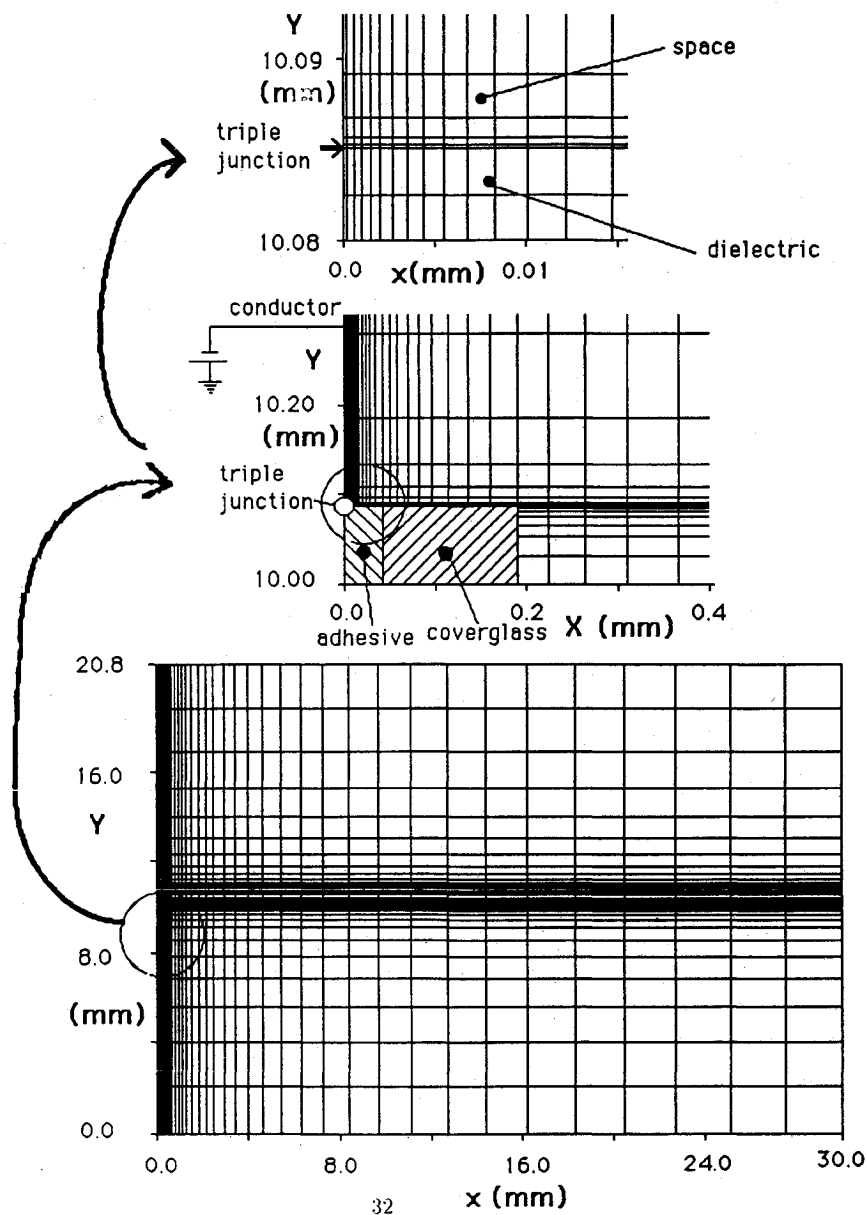 Y
10.09
(mm)
space
triple
junction
dielectric
10.08
0.0
x(mm)
0.01
conductor
Y
10.20
(mm)
triple
junction
10.00
0.0
0.2
0.4
adhesive
coverglass
X (mm)
20.8
16.0
Y
8.0
(mm)
0.0
0.0
8.0
16.0
24.0
30.0
x (mm)
32